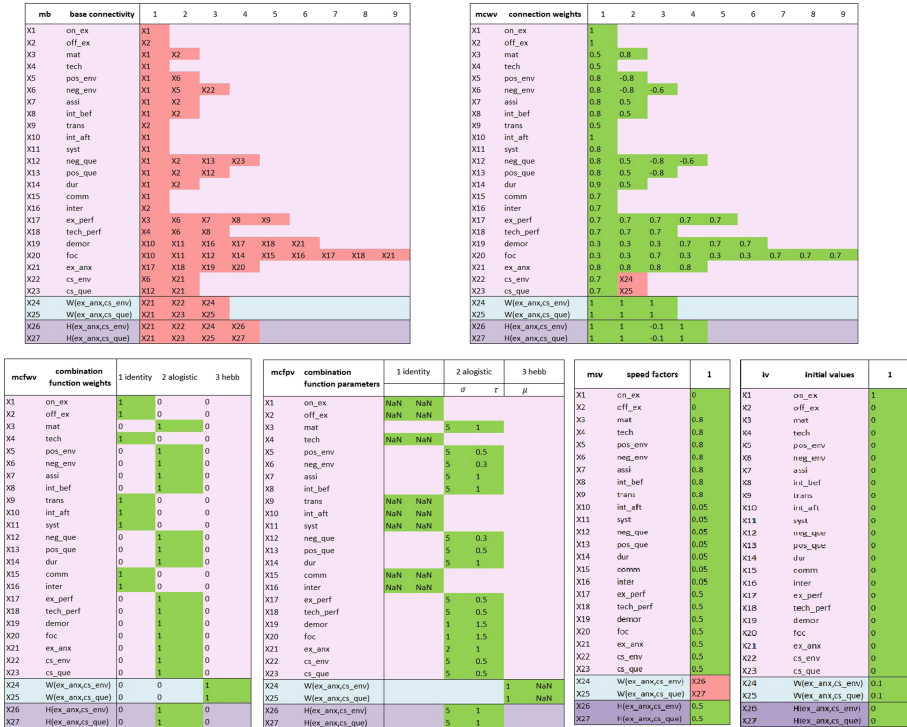 mb base connectivity 1 2 3 4 5 6 7 8 9
X1 on_ex X1
X2 off_ex X2
X3 mat X1 X2
X4 tech X1
X5 pos_env X1 X6
X6 neg_env X1 X5 X22
X7 assi X1 X2
X8 int_bef X1 X2
X9 trans X2
X10 int_aft X1
X11 syst X1
X12 neg_que X1 X2 X13 X23
X13 pos_que X1 X2 X12
X14 dur X1 X2
X15 comm X1
X16 inter X2
X17 ex_perf X3 X6 X7 X8 X9
X18 tech_perf X4 X6 X8
X19 demor X10 X11 X16 X17 X18 X21
X20 foc X10 X11 X12 X14 X15 X16 X17 X18 X21
X21 ex_anx X17 X18 X19 X20
X22 cs_env X6 X21
X23 cs_que X12 X21
X24 W(ex_anx,cs_env) X21 X22 X24
X25 W(ex_anx,cs_que) X21 X23 X25
X26 H(ex_anx,cs_env) X21 X22 X24 X26
X27 H(ex_anx,cs_que) X21 X23 X25 X27
mcwv connection weights 1 2 3 4 5 6 7 8 9
X1 on_ex 1
X2 off_ex 1
X3 mat 0.5 0.8
X4 tech 0.5
X5 pos_env 0.8 -0.8
X6 neg_env 0.8 -0.8 -0.6
X7 assi 0.8 0.5
X8 int_bef 0.8 0.5
X9 trans 0.5
X10 int_aft 1
X11 syst 0.8
X12 neg_que 0.8 0.5 -0.8 -0.6
X13 pos_que 0.8 0.5 -0.8
X14 dur 0.9 0.5
X15 comm 0.7
X16 inter 0.7
X17 ex_perf 0.7 0.7 0.7 0.7 0.7
X18 tech_perf 0.7 0.7 0.7
X19 demor 0.3 0.3 0.3 0.7 0.7 0.7
X20 foc 0.3 0.3 0.7 0.3 0.3 0.3 0.7 0.7 0.7
X21 ex_anx 0.8 0.8 0.8 0.8
X22 cs_env 0.7 X24
X23 cs_que 0.7 X25
X24 W(ex_anx,cs_env) 1 1 1
X25 W(ex_anx,cs_que) 1 1 1
X26 H(ex_anx,cs_env) 1 1 -0.1 1
X27 H(ex_anx,cs_que) 1 1 -0.1 1
mcfwv combination function weights 1 identity 2 alogistic 3 hebb
X1 on_ex 1 0 0
X2 off_ex 1 0 0
X3 mat 0 1 0
X4 tech 1 0 0
X5 pos_env 0 1 0
X6 neg_env 0 1 0
X7 assi 0 1 0
X8 int_bef 0 1 0
X9 trans 1 0 0
X10 int_aft 1 0 0
X11 syst 1 0 0
X12 neg_que 0 1 0
X13 pos_que 0 1 0
X14 dur 0 1 0
X15 comm 1 0 0
X16 inter 1 0 0
X17 ex_perf 0 1 0
X18 tech_perf 0 1 0
X19 demor 0 1 0
X20 foc 0 1 0
X21 ex_anx 0 1 0
X22 cs_env 0 1 0
X23 cs_que 0 1 0
X24 W(ex_anx,cs_env) 0 0 1
X25 W(ex_anx,cs_que) 0 0 1
X26 H(ex_anx,cs_env) 0 1 0
X27 H(ex_anx,cs_que) 0 1 0
mcfpv combination function parameters 1 identity 2 alogistic 3 hebb
σ τ μ
X1 on_ex NaN NaN
X2 off_ex NaN NaN
X3 mat 5 1
X4 tech NaN NaN
X5 pos_env 5 0.5
X6 neg_env 5 0.3
X7 assi 5 1
X8 int_bef 5 1
X9 trans NaN NaN
X10 int_aft NaN NaN
X11 syst NaN NaN
X12 neg_que 5 0.3
X13 pos_que 5 0.5
X14 dur 5 1
X15 comm NaN NaN
X16 inter NaN NaN
X17 ex_perf 5 0.5
X18 tech_perf 5 0.5
X19 demor 1 1.5
X20 foc 1 1.5
X21 ex_anx 2 1
X22 cs_env 5 0.5
X23 cs_que 5 0.5
X24 W(ex_anx,cs_env) 1 NaN
X25 W(ex_anx,cs_que) 1 NaN
X26 H(ex_anx,cs_env) 5 1
X27 H(ex_anx,cs_que) 5 1
msv speed factors 1
X1 on_ex 0
X2 off_ex 0
X3 mat 0.8
X4 tech 0.8
X5 pos_env 0.8
X6 neg_env 0.8
X7 assi 0.8
X8 int_bef 0.8
X9 trans 0.8
X10 int_aft 0.05
X11 syst 0.05
X12 neg_que 0.05
X13 pos_que 0.05
X14 dur 0.05
X15 comm 0.05
X16 inter 0.05
X17 ex_perf 0.5
X18 tech_perf 0.5
X19 demor 0.5
X20 foc 0.5
X21 ex_anx 0.5
X22 cs_env 0.5
X23 cs_que 0.5
X24 W(ex_anx,cs_env) X26
X25 W(ex_anx,cs_que) X27
X26 H(ex_anx,cs_env) 0.5
X27 H(ex_anx,cs_que) 0.5
iv initial values 1
X1 on_ex 1
X2 off_ex 0
X3 mat 0
X4 tech 0
X5 pos_env 0
X6 neg_env 0
X7 assi 0
X8 int_bef 0
X9 trans 0
X10 int_aft 0
X11 syst 0
X12 neg_que 0
X13 pos_que 0
X14 dur 0
X15 comm 0
X16 inter 0
X17 ex_perf 0
X18 tech_perf 0
X19 demor 0
X20 foc 0
X21 ex_anx 0
X22 cs_env 0
X23 cs_que 0
X24 W(ex_anx,cs_env) 0.1
X25 W(ex_anx,cs_que) 0.1
X26 H(ex_anx,cs_env) 0
X27 H(ex_anx,cs_que) 0